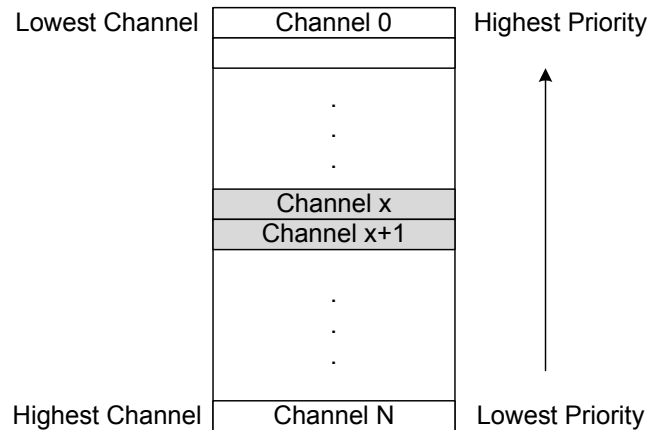 Lowest Channel Channel 0 Highest Priority
.
.
.
Channel x
Channel x+1
.
.
.
Highest Channel Channel N Lowest Priority